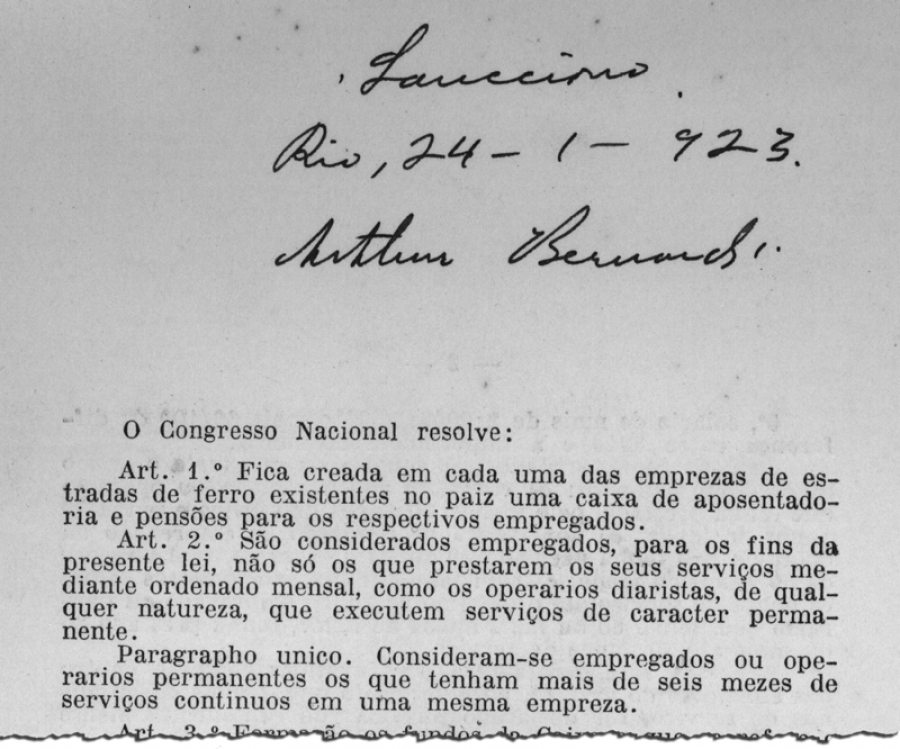 Sancciono.
Rio, 24 - 1 - 923.
Arthur Bernardes.
O Congresso Nacional resolve:
Art. 1.º Fica creada em cada uma das emprezas de es-
tradas de ferro existentes no paiz uma caixa de aposentado-
ria e pensões para os respectivos empregados.
Art. 2.º São considerados empregados, para os fins da
presente lei, não só os que prestarem os seus serviços me-
diante ordenado mensal, como os operarios diaristas, de qual-
quer natureza, que executem serviços de caracter perma-
nente.
Paragrapho unico. Consideram-se empregados ou ope-
rarios permanentes os que tenham mais de seis mezes de
serviços continuos em uma mesma empreza.
Art. 3.º